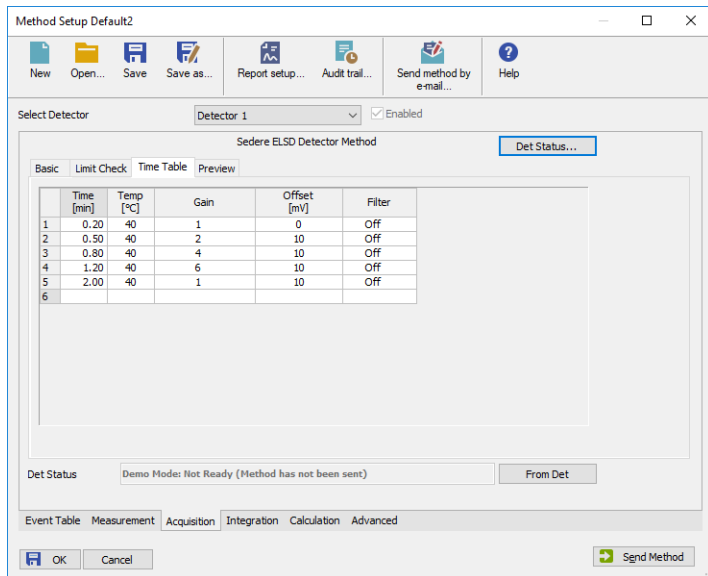 Method Setup Default2
New Open... Save Save as... Report setup... Audit trail... Send method by e-mail... Help
Select Detector Detector 1 Enabled
Sedere ELSD Detector Method Det Status...
Basic Limit Check Time Table Preview
Time [min] Temp [°C] Gain Offset [mV] Filter
1 0.20 40 1 0 Off
2 0.50 40 2 10 Off
3 0.80 40 4 10 Off
4 1.20 40 6 10 Off
5 2.00 40 1 10 Off
6
Det Status Demo Mode: Not Ready (Method has not been sent) From Det
Event Table Measurement Acquisition Integration Calculation Advanced
OK Cancel Send Method